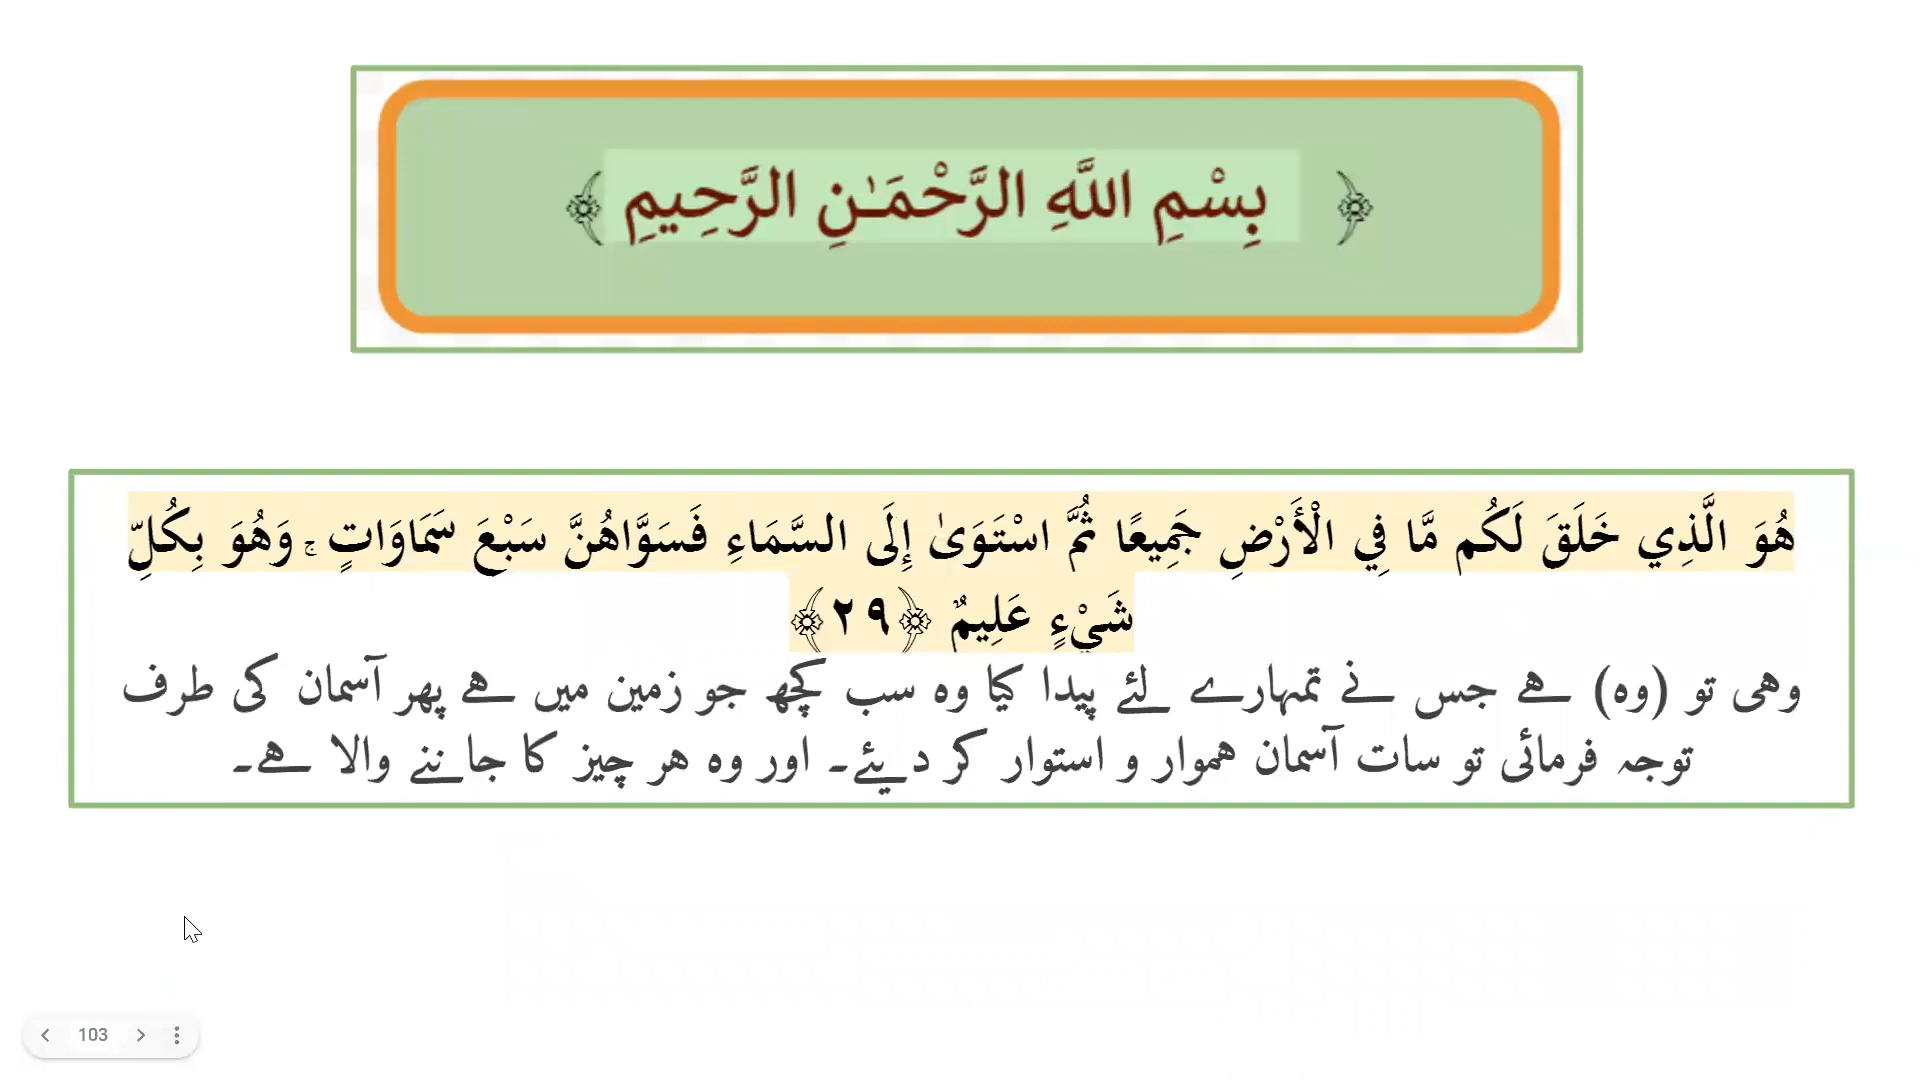 ﴿ بِسْمِ اللَّهِ الرَّحْمَـٰنِ الرَّحِيمِ ﴾
هُوَ الَّذِي خَلَقَ لَكُم مَّا فِي الْأَرْضِ جَمِيعًا ثُمَّ اسْتَوَىٰ إِلَى السَّمَاءِ فَسَوَّاهُنَّ سَبْعَ سَمَاوَاتٍ ۚ وَهُوَ بِكُلِّ
شَيْءٍ عَلِيمٌ ﴿٢٩﴾
وہی تو (وہ) ہے جس نے تمہارے لئے پیدا کیا وہ سب کچھ جو زمین میں ہے پھر آسمان کی طرف
توجہ فرمائی تو سات آسمان ہموار و استوار کر دیئے۔ اور وہ ہر چیز کا جاننے والا ہے۔
103